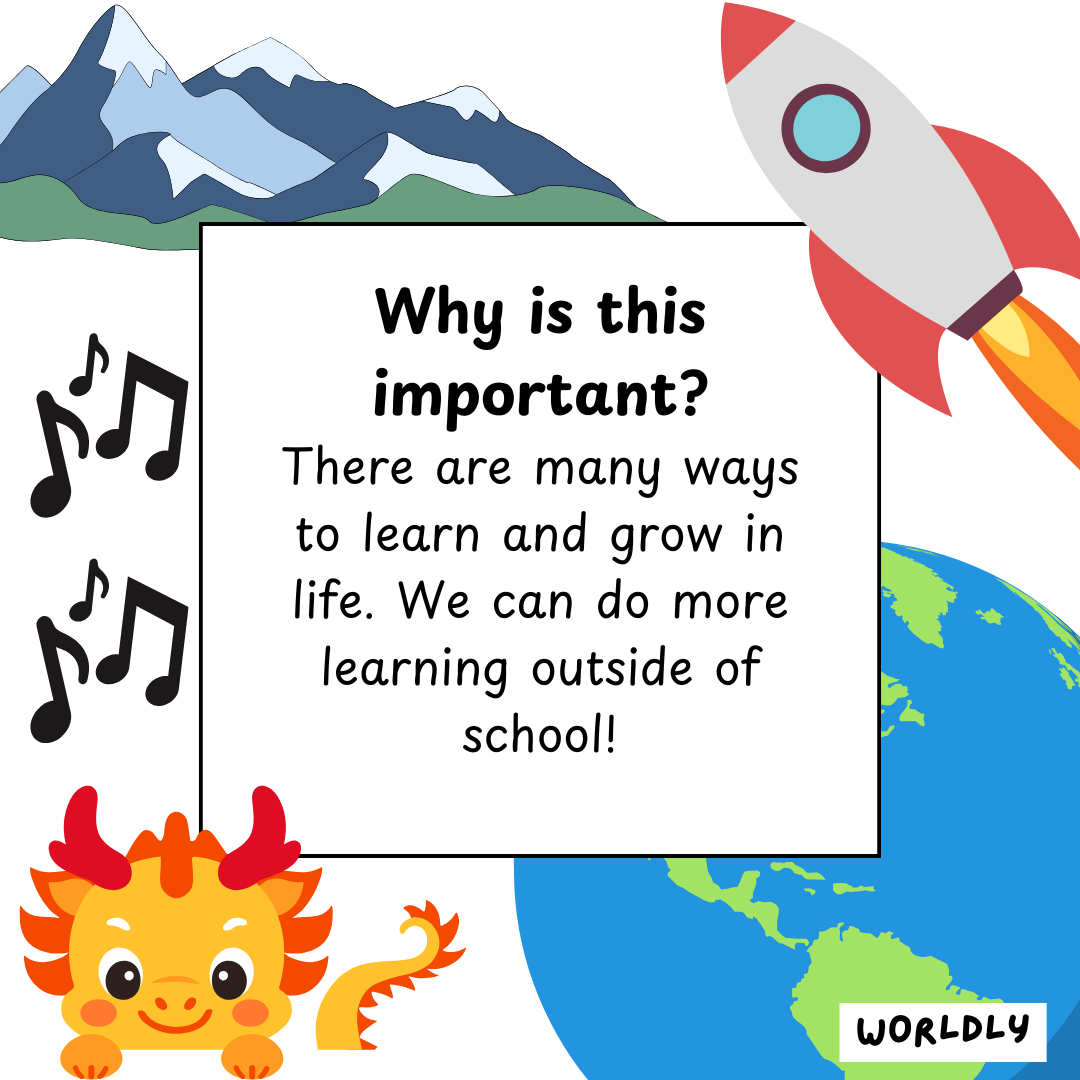 Why is this
important?
There are many ways
to learn and grow in
life. We can do more
learning outside of
school!
WORLDLY